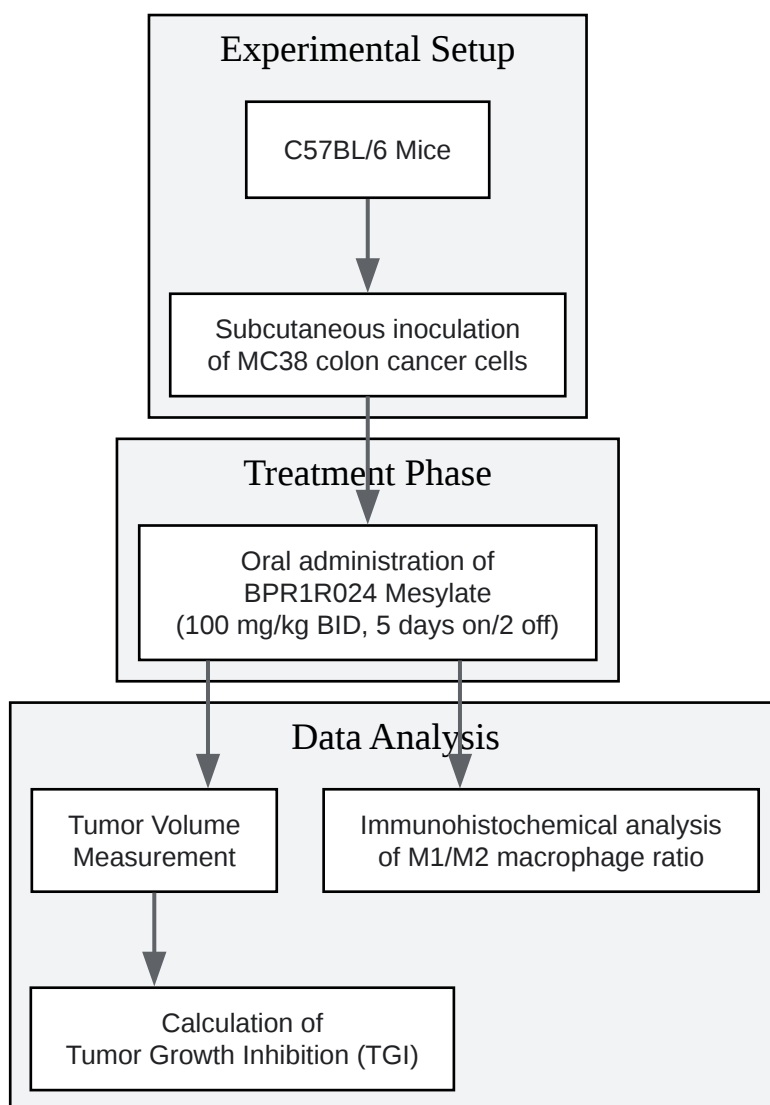 Experimental Setup
C57BL/6 Mice
Subcutaneous inoculation
of MC38 colon cancer cells
Treatment Phase
Oral administration of
BPR1R024 Mesylate
(100 mg/kg BID, 5 days on/2 off)
Data Analysis
Tumor Volume
Measurement
Immunohistochemical analysis
of M1/M2 macrophage ratio
Calculation of
Tumor Growth Inhibition (TGI)